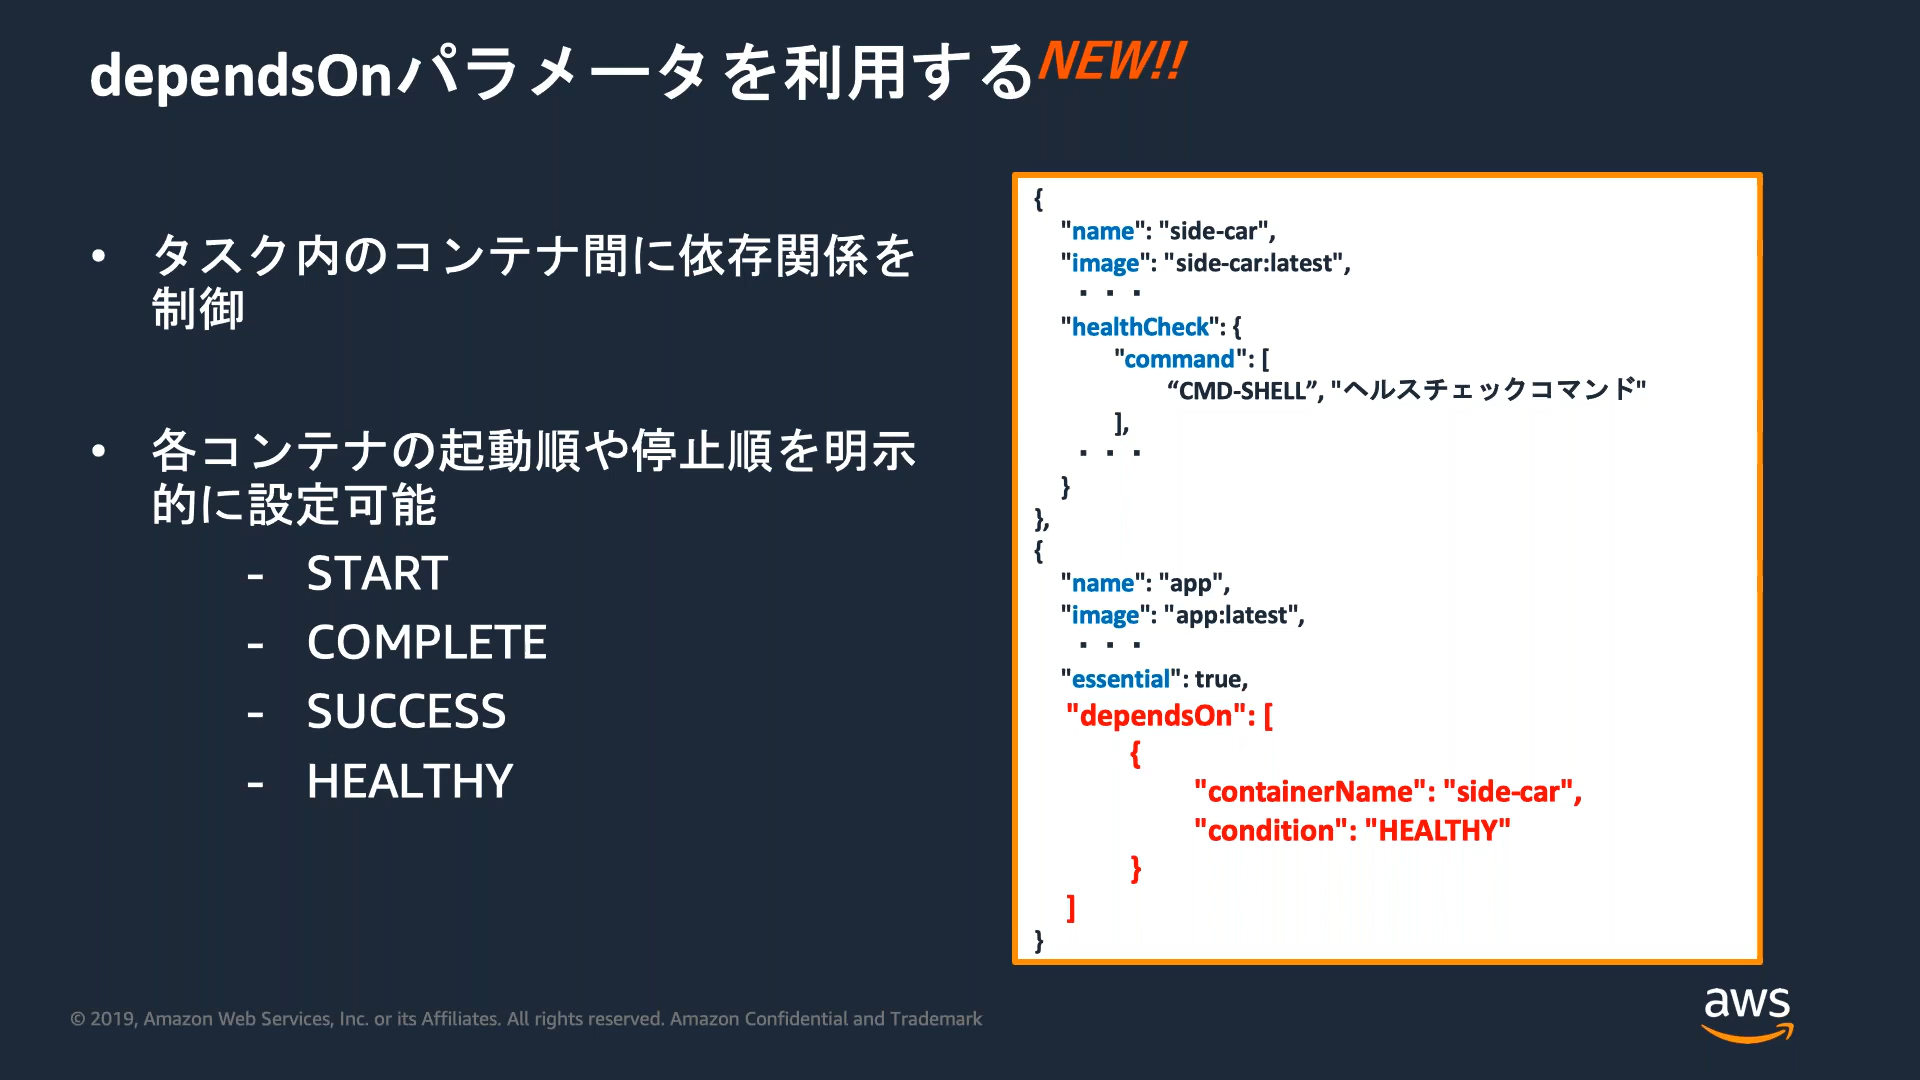 dependsOnパラメータを利用するNEW!!
• タスク内のコンテナ間に依存関係を
制御
• 各コンテナの起動順や停止順を明示
的に設定可能
- START
- COMPLETE
- SUCCESS
- HEALTHY
{
"name": "side-car",
"image": "side-car:latest",
・・・
"healthCheck": {
"command": [
“CMD-SHELL”, "ヘルスチェックコマンド"
],
・・・
}
},
{
"name": "app",
"image": "app:latest",
・・・
"essential": true,
"dependsOn": [
{
"containerName": "side-car",
"condition": "HEALTHY"
}
]
}
© 2019, Amazon Web Services, Inc. or its Affiliates. All rights reserved. Amazon Confidential and Trademark
aws